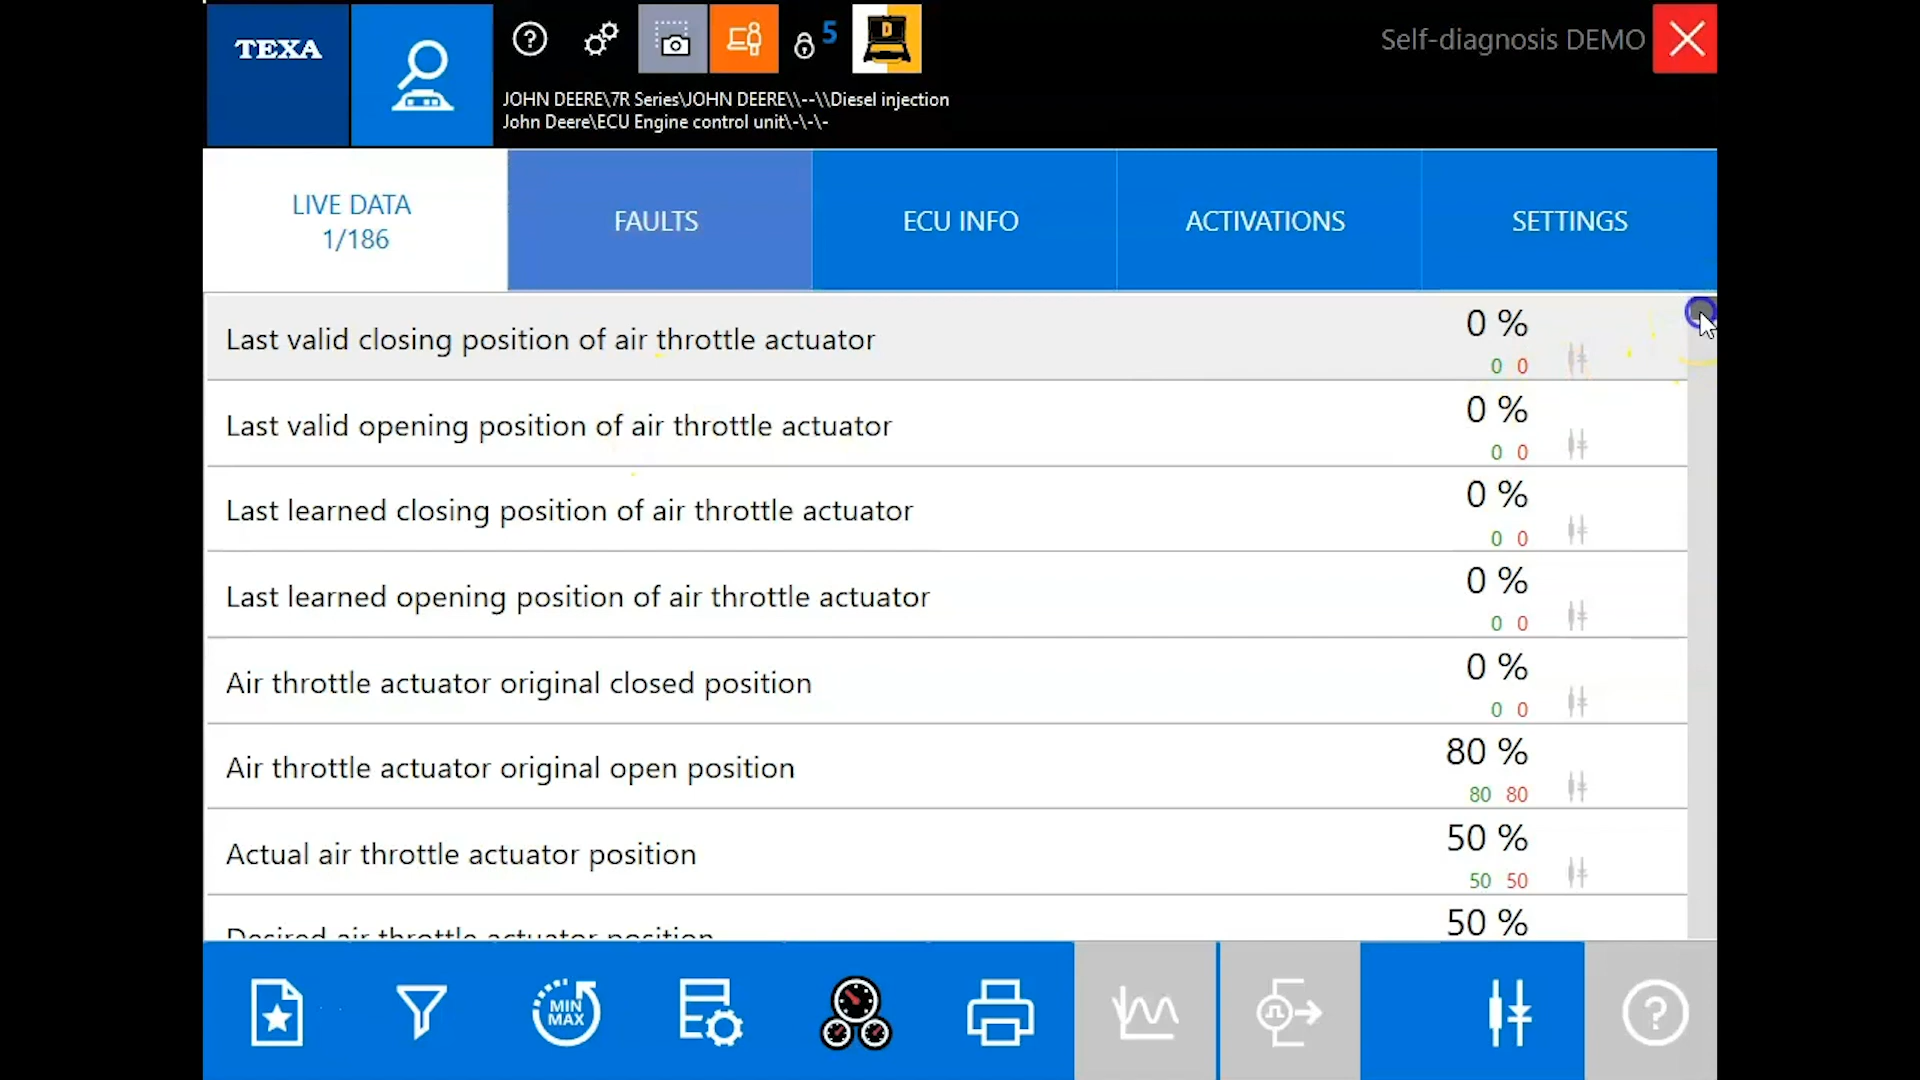 TEXA
5
D
Self-diagnosis DEMO
JOHN DEERE\7R Series\JOHN DEERE\\--\\Diesel injection
John Deere\ECU Engine control unit\-\-\-
LIVE DATA
1/186
FAULTS
ECU INFO
ACTIVATIONS
SETTINGS
Last valid closing position of air throttle actuator
0 %
0 0
Last valid opening position of air throttle actuator
0 %
0 0
Last learned closing position of air throttle actuator
0 %
0 0
Last learned opening position of air throttle actuator
0 %
0 0
Air throttle actuator original closed position
0 %
0 0
Air throttle actuator original open position
80 %
80 80
Actual air throttle actuator position
50 %
50 50
Desired air throttle actuator position
50 %
MIN
MAX